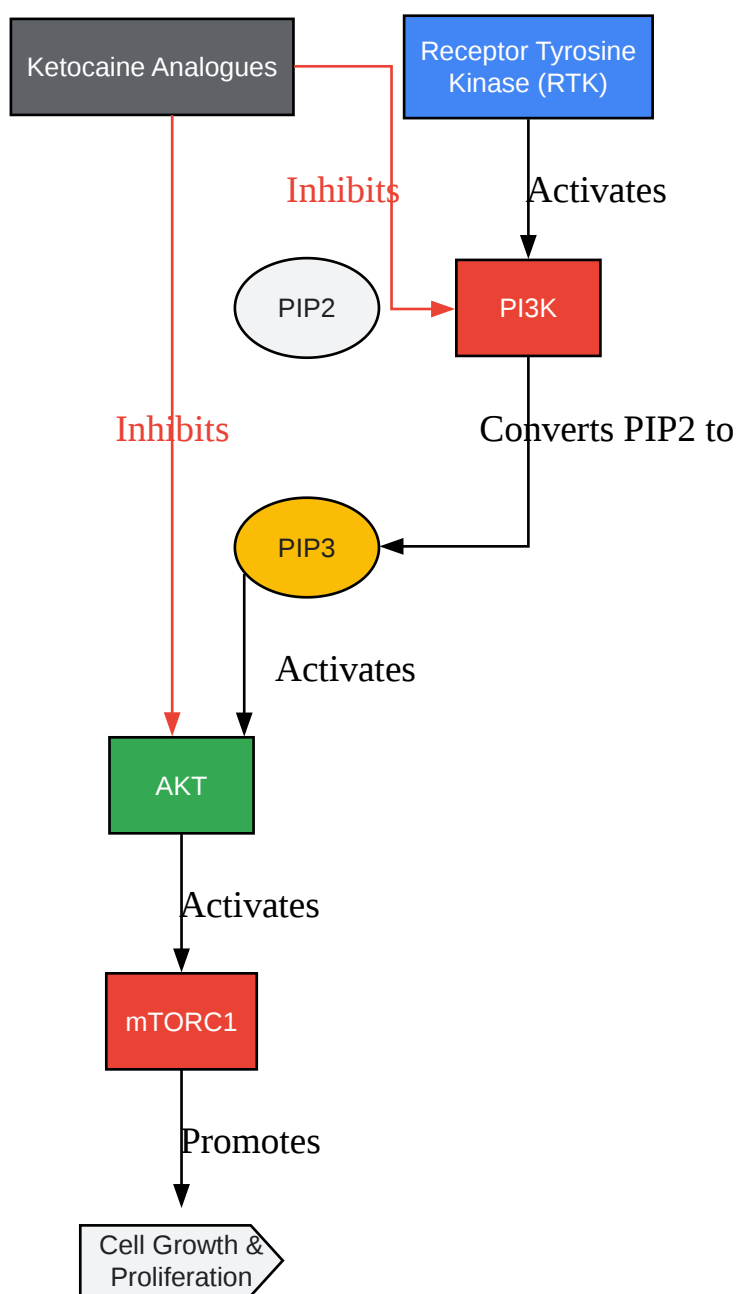 Ketocaine Analogues
Receptor Tyrosine
Kinase (RTK)
Inhibits
Activates
PIP2
PI3K
Inhibits
Converts PIP2 to
PIP3
Activates
AKT
Activates
mTORC1
Promotes
Cell Growth &
Proliferation